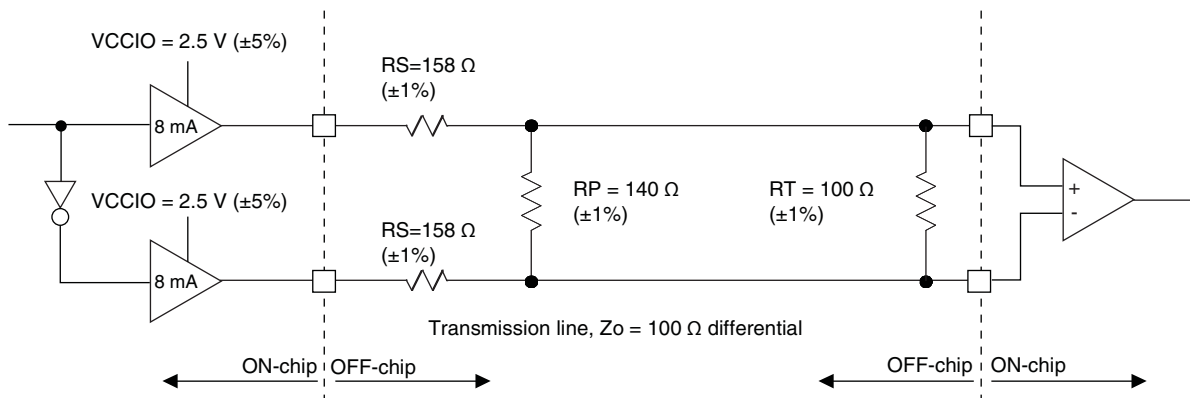 VCCIO = 2.5 V (±5%)
8 mA
VCCIO = 2.5 V (±5%)
8 mA
RS=158 Ω
(±1%)
RS=158 Ω
(±1%)
RP = 140 Ω
(±1%)
RT = 100 Ω
(±1%)
+
-
Transmission line, Zo = 100 Ω differential
ON-chip
OFF-chip
OFF-chip
ON-chip